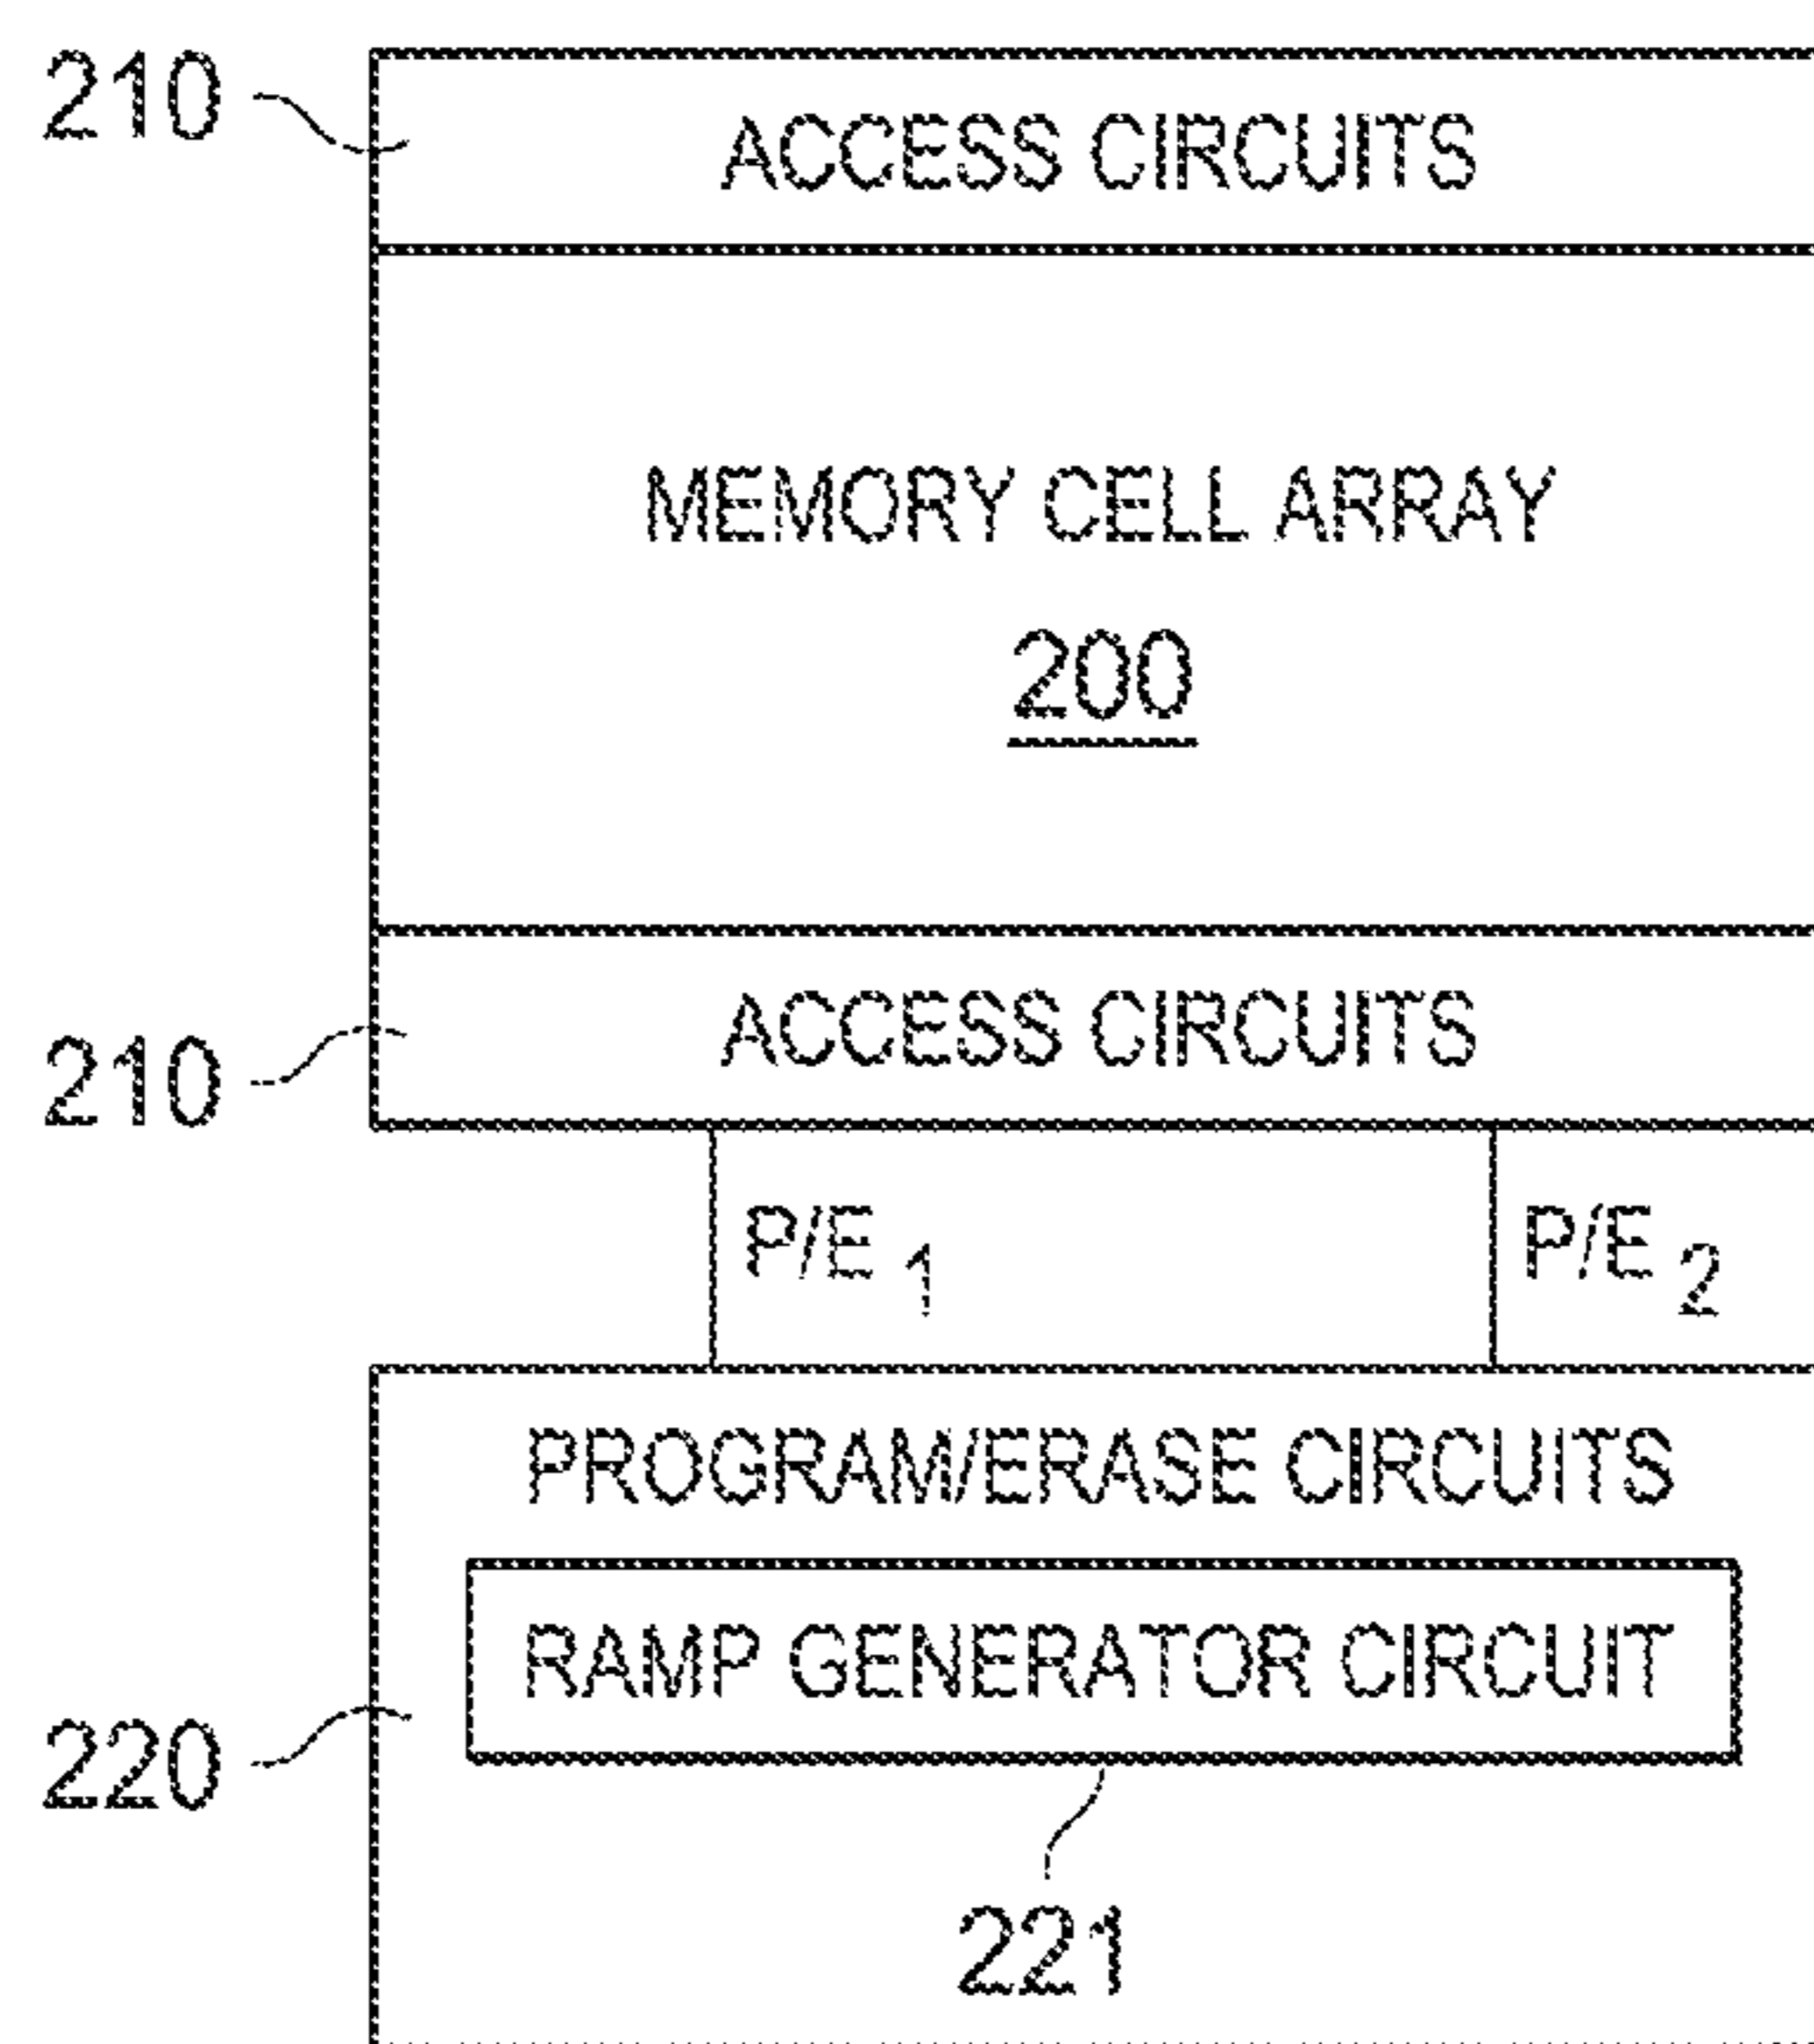 210
ACCESS CIRCUITS
MEMORY CELL ARRAY
200
210
ACCESS CIRCUITS
P/E 1
P/E 2
PROGRAM/ERASE CIRCUITS
RAMP GENERATOR CIRCUIT
220
221